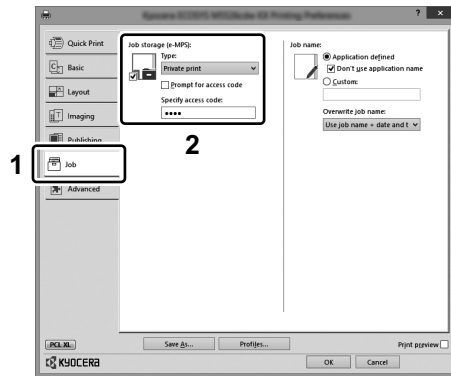 ? x
Quick Print
Basic
Layout
Imaging
Publishing
Job
Advanced
1
Job storage (e-MPS):
Type:
Private print
Prompt for access code
Specify access code:
••••
2
Job name:
Application defined
Don't use application name
Custom:
Overwrite job name:
Use job name + date and t
PCL XL
Save As...
Profiles...
Print preview
KYOCERA
OK
Cancel